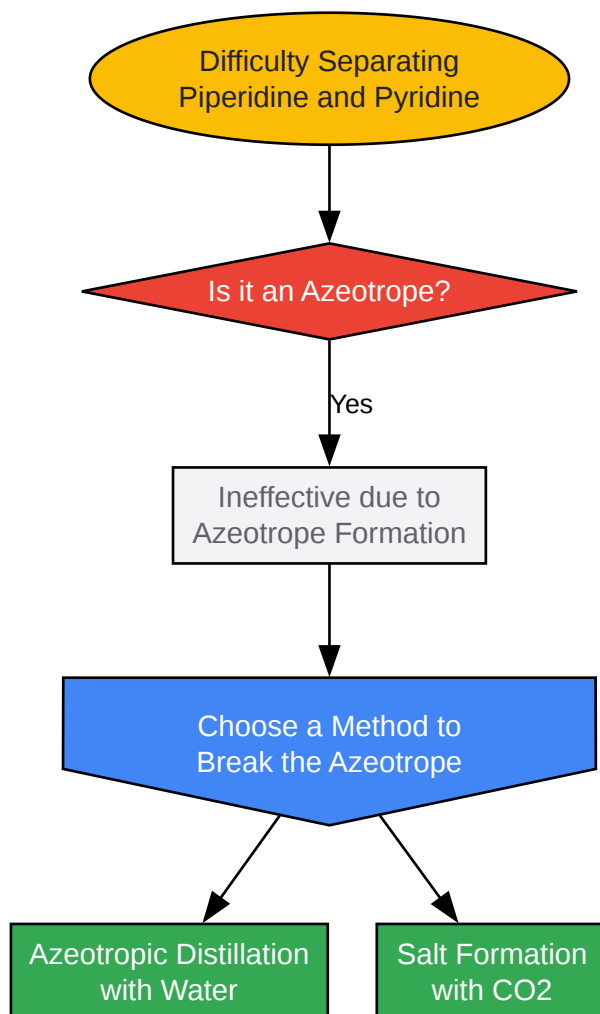 Difficulty Separating
Piperidine and Pyridine
Is it an Azeotrope?
Yes
Ineffective due to
Azeotrope Formation
Choose a Method to
Break the Azeotrope
Azeotropic Distillation
with Water
Salt Formation
with CO2